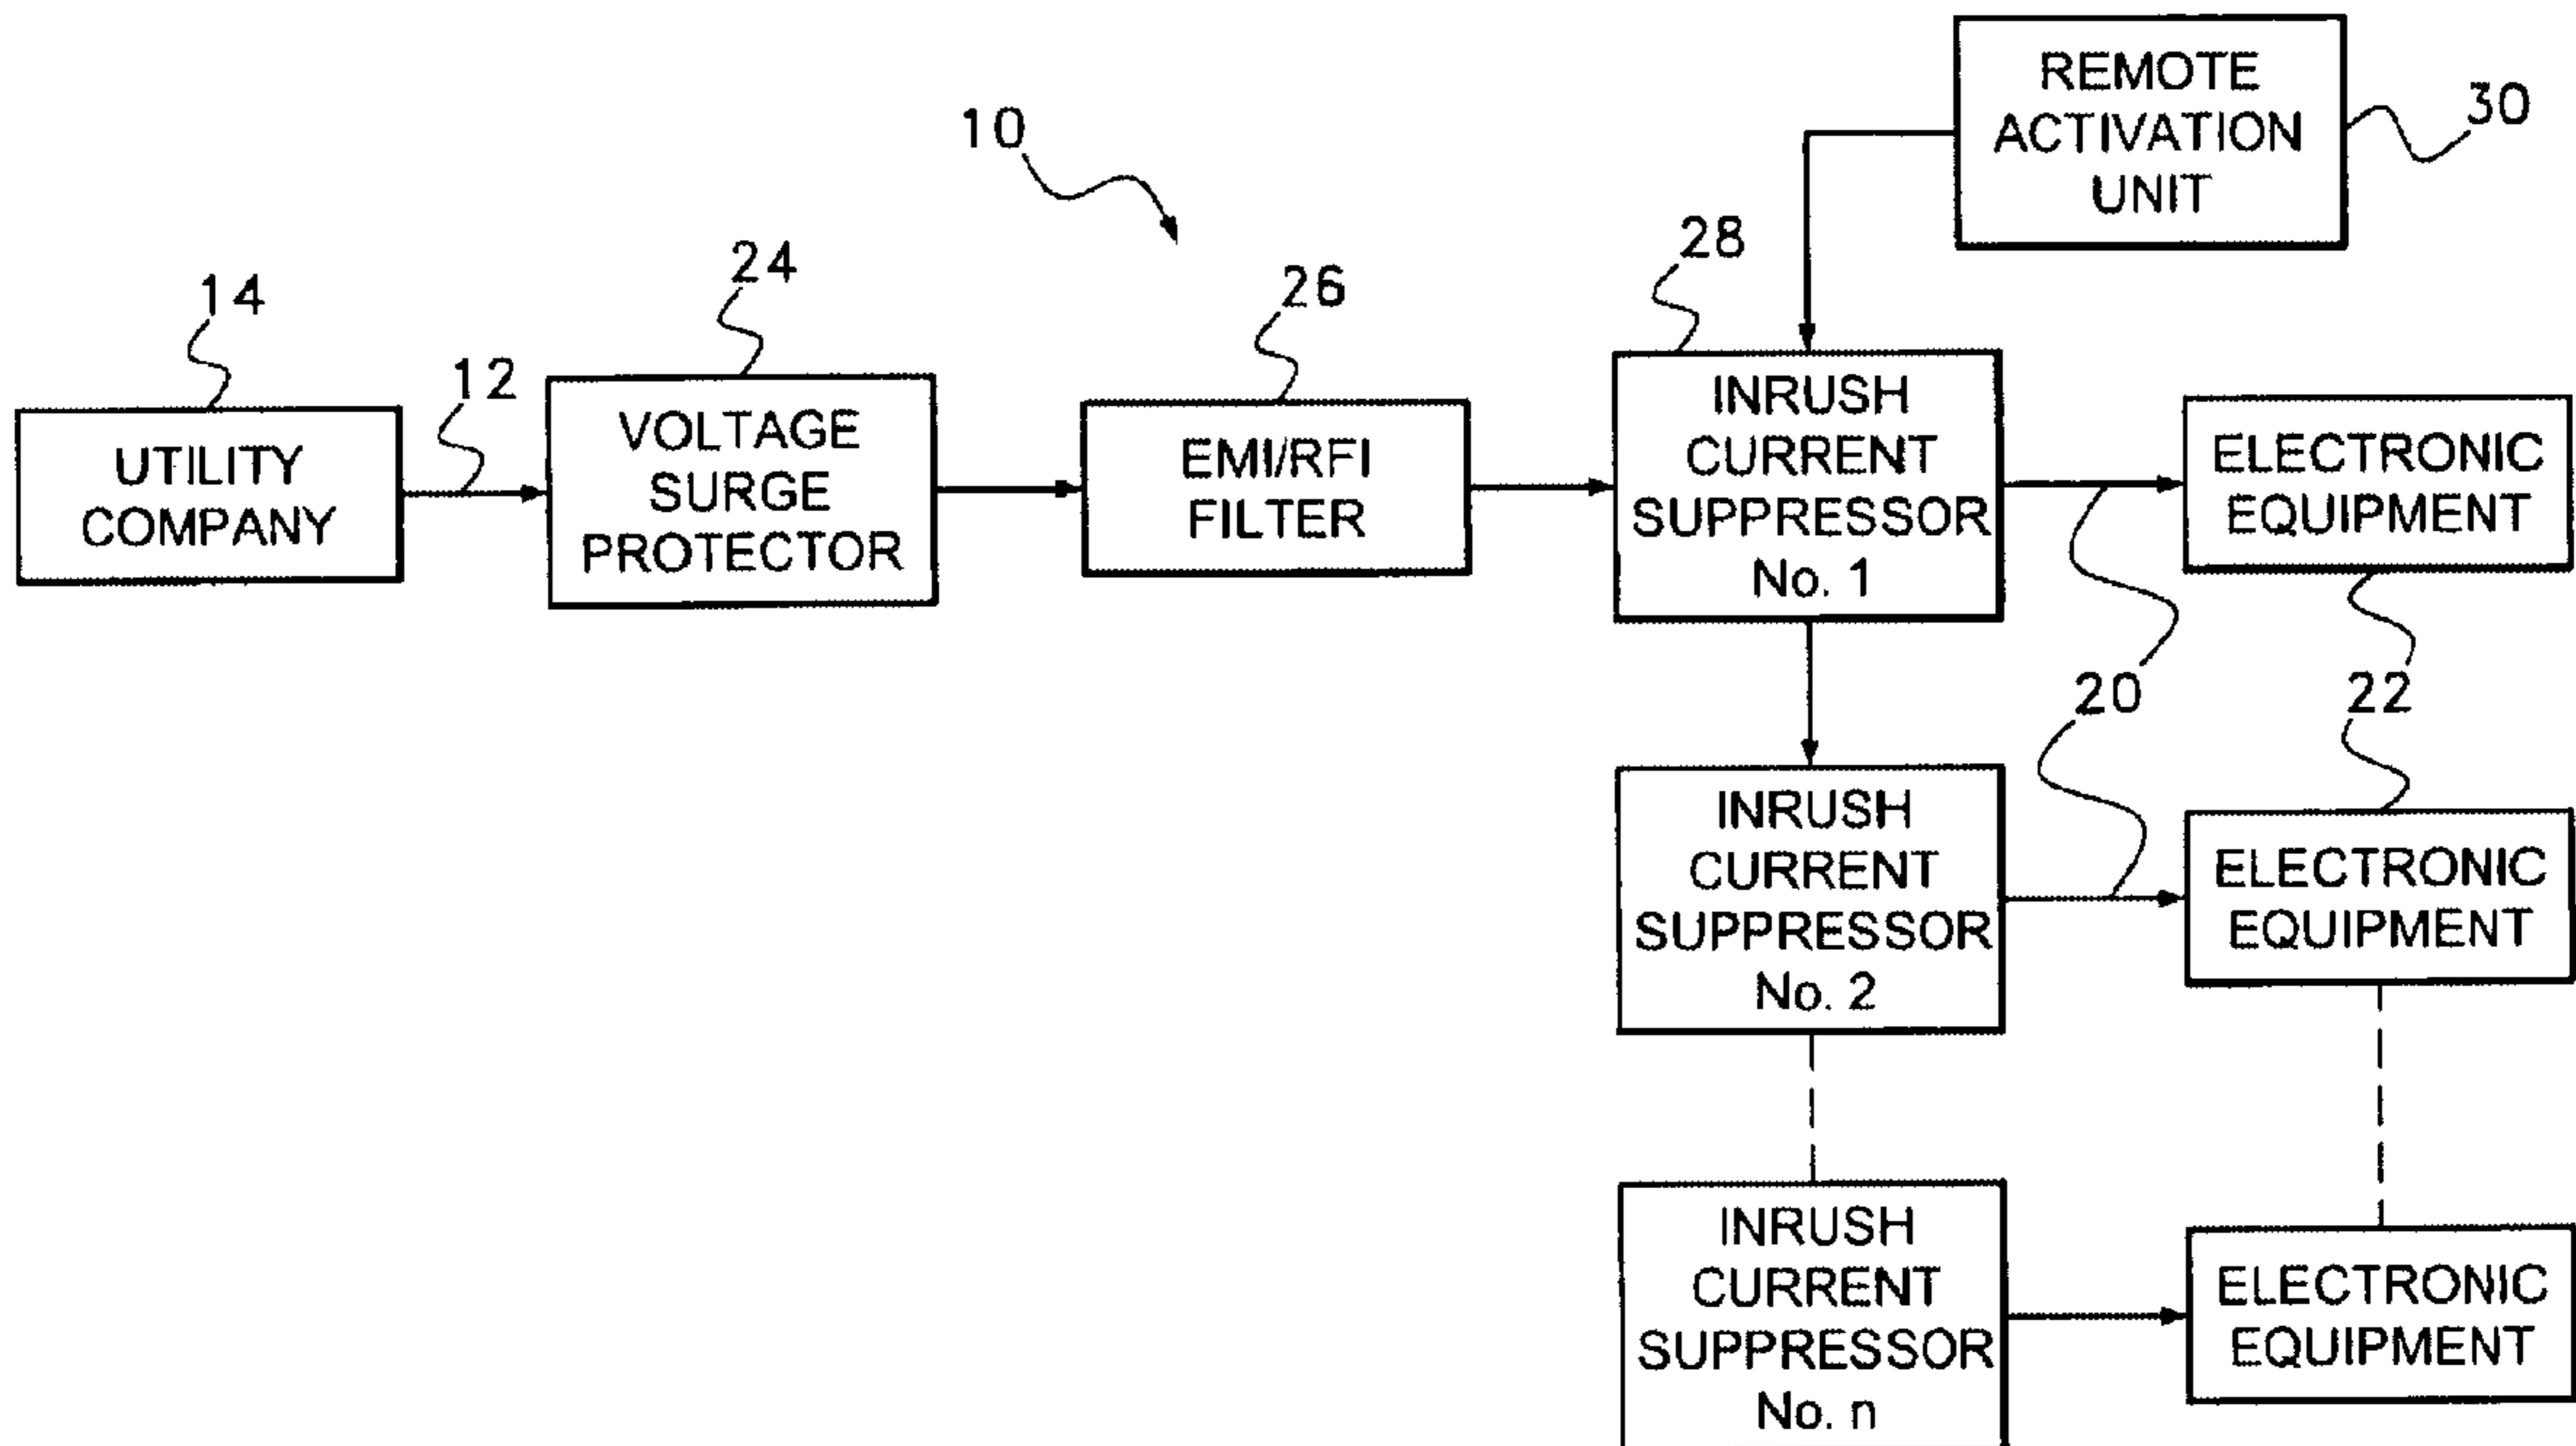 REMOTE
ACTIVATION
UNIT
30
10
28
24
26
14
12
UTILITY
COMPANY
VOLTAGE
SURGE
PROTECTOR
EMI/RFI
FILTER
INRUSH
CURRENT
SUPPRESSOR
No. 1
ELECTRONIC
EQUIPMENT
20
22
INRUSH
CURRENT
SUPPRESSOR
No. 2
ELECTRONIC
EQUIPMENT
INRUSH
CURRENT
SUPPRESSOR
No. n
ELECTRONIC
EQUIPMENT